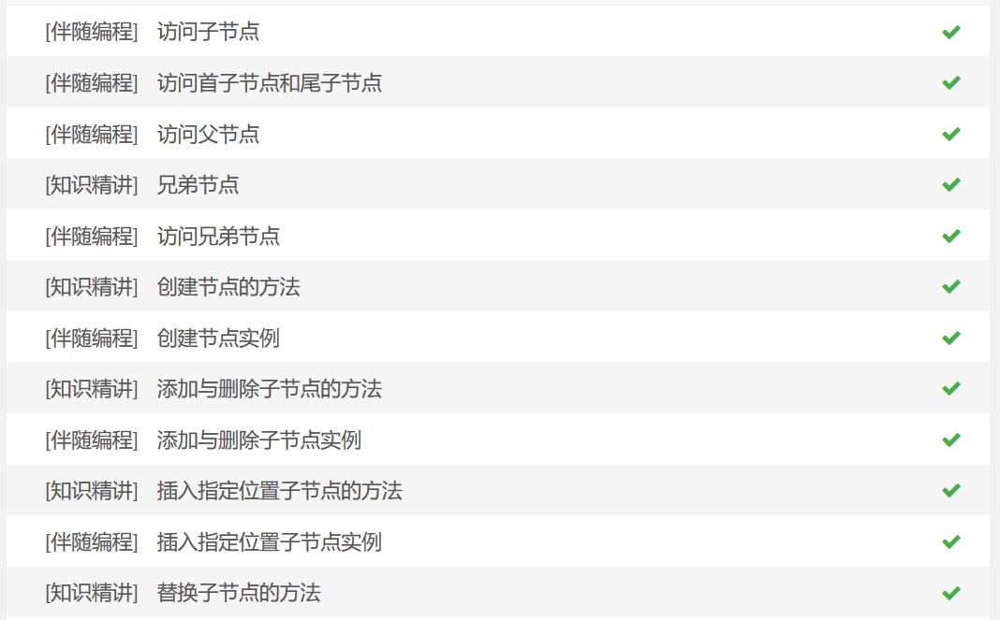 [伴随编程] 访问子节点
[伴随编程] 访问首子节点和尾子节点
[伴随编程] 访问父节点
[知识精讲] 兄弟节点
[伴随编程] 访问兄弟节点
[知识精讲] 创建节点的方法
[伴随编程] 创建节点实例
[知识精讲] 添加与删除子节点的方法
[伴随编程] 添加与删除子节点实例
[知识精讲] 插入指定位置子节点的方法
[伴随编程] 插入指定位置子节点实例
[知识精讲] 替换子节点的方法